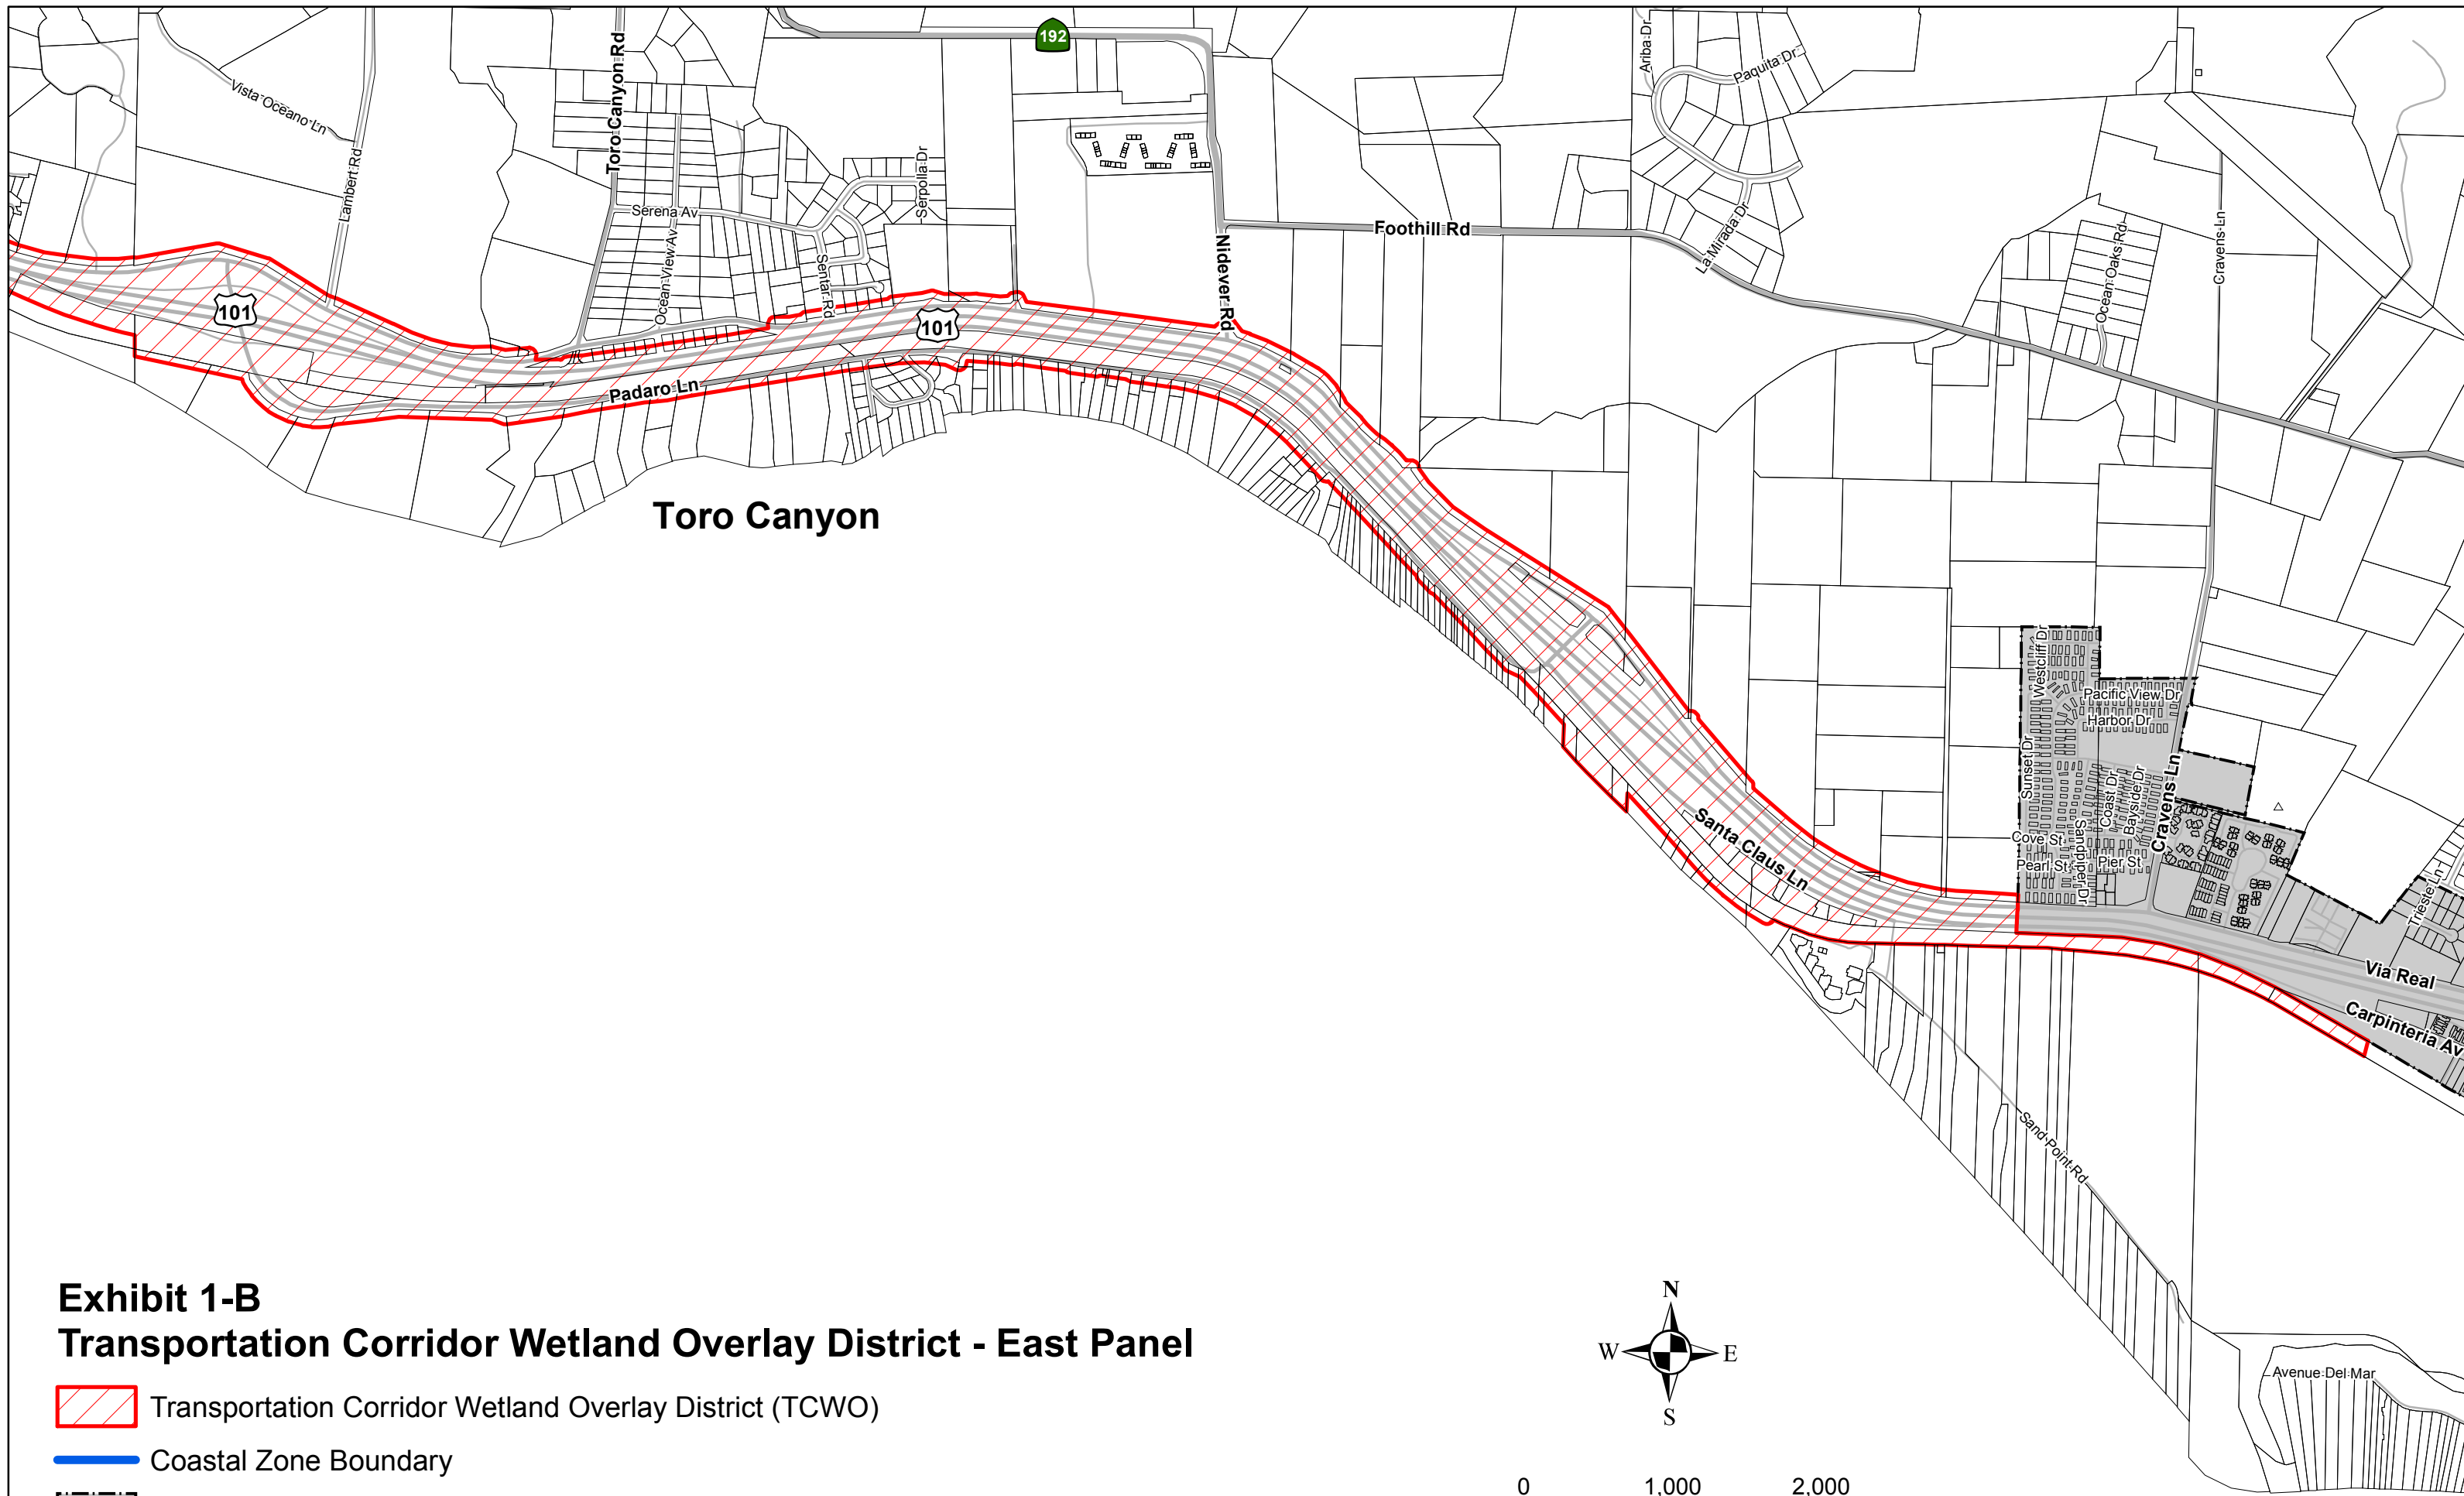 192
Ariba Dr
Paquita Dr
Vista Oceano Ln
Toro Canyon Rd
Lambert Rd
Serena Av
Serpolla Dr
Ocean View Av
Sentar Rd
Foothill Rd
Nidever Rd
La Mirada Dr
Ocean Oaks Rd
Cravens Ln
101
101
Padaro Ln
Toro Canyon
Westcliff Dr
Pacific View Dr
Harbor Dr
Sunset Dr
Coast Dr
Bayside Dr
Cravens Ln
Santa Claus Ln
Cove St
Sandpiper Dr
Pearl St
Pier St
Trieste Ln
Via Real
Carpinteria Av
Sand Point Rd
Avenue Del Mar
Exhibit 1-B
Transportation Corridor Wetland Overlay District - East Panel
Transportation Corridor Wetland Overlay District (TCWO)
Coastal Zone Boundary
N
W E
S
0 1,000 2,000